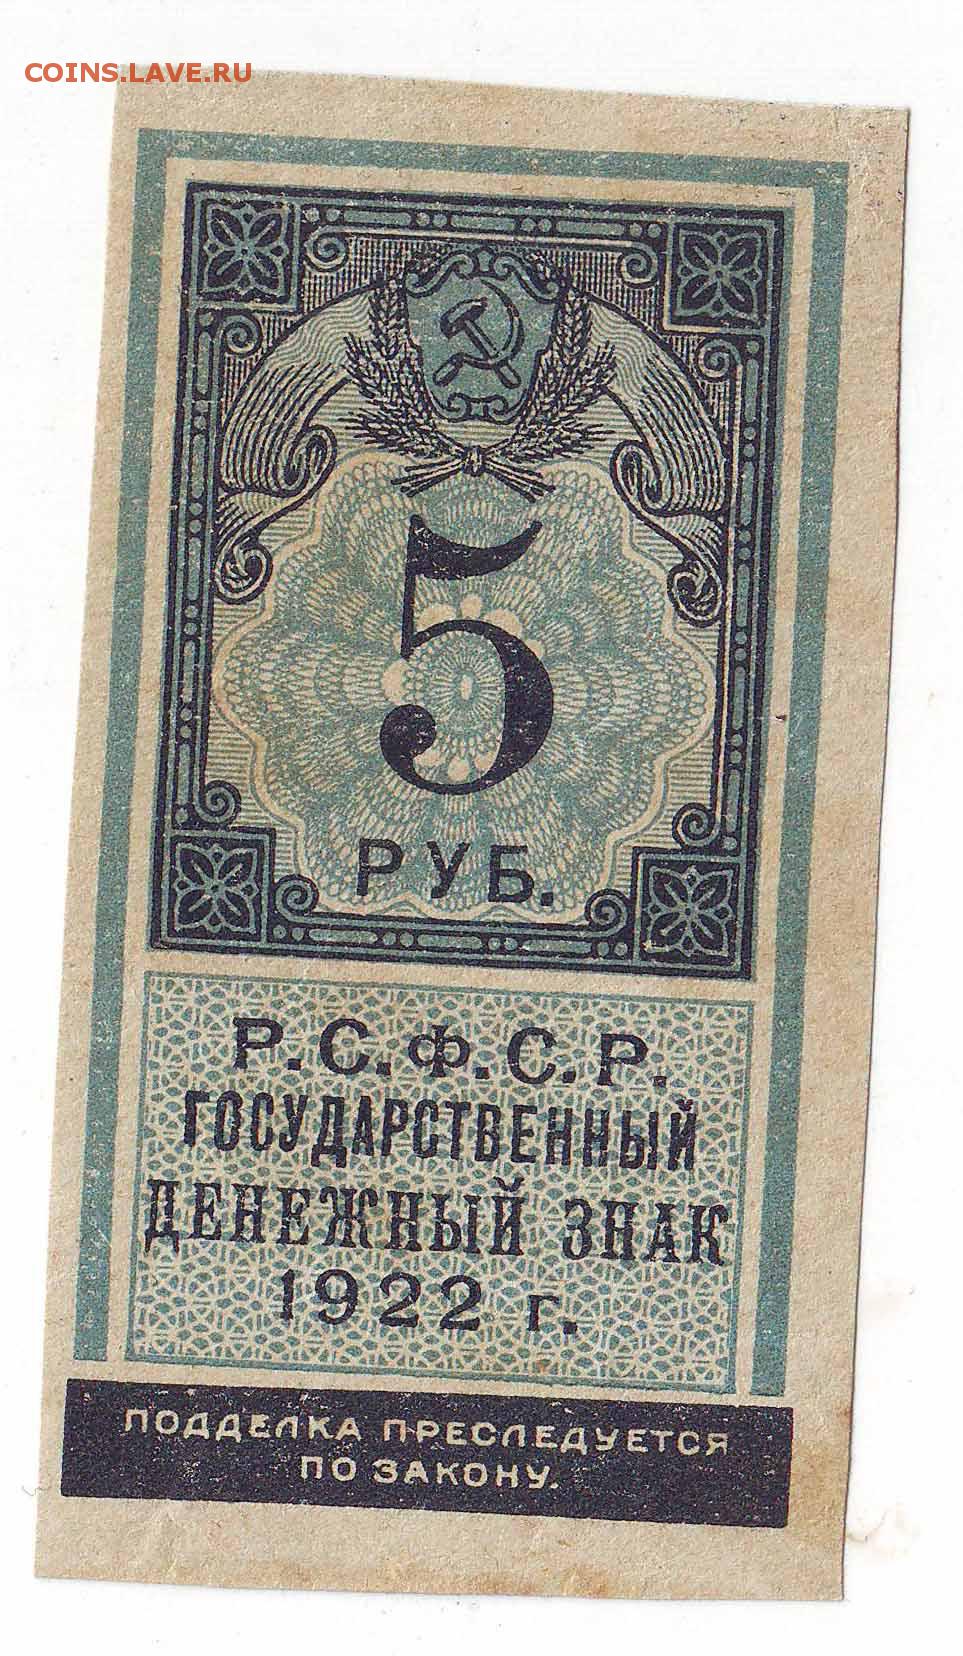 COINS.LAVE.RU
5
РУБ.
Р.С.Ф.С.Р.
ГОСУДАРСТВЕННЫЙ
ДЕНЕЖНЫЙ ЗНАК
1922 г.
ПОДДЕЛКА ПРЕСЛЕДУЕТСЯ
ПО ЗАКОНУ.